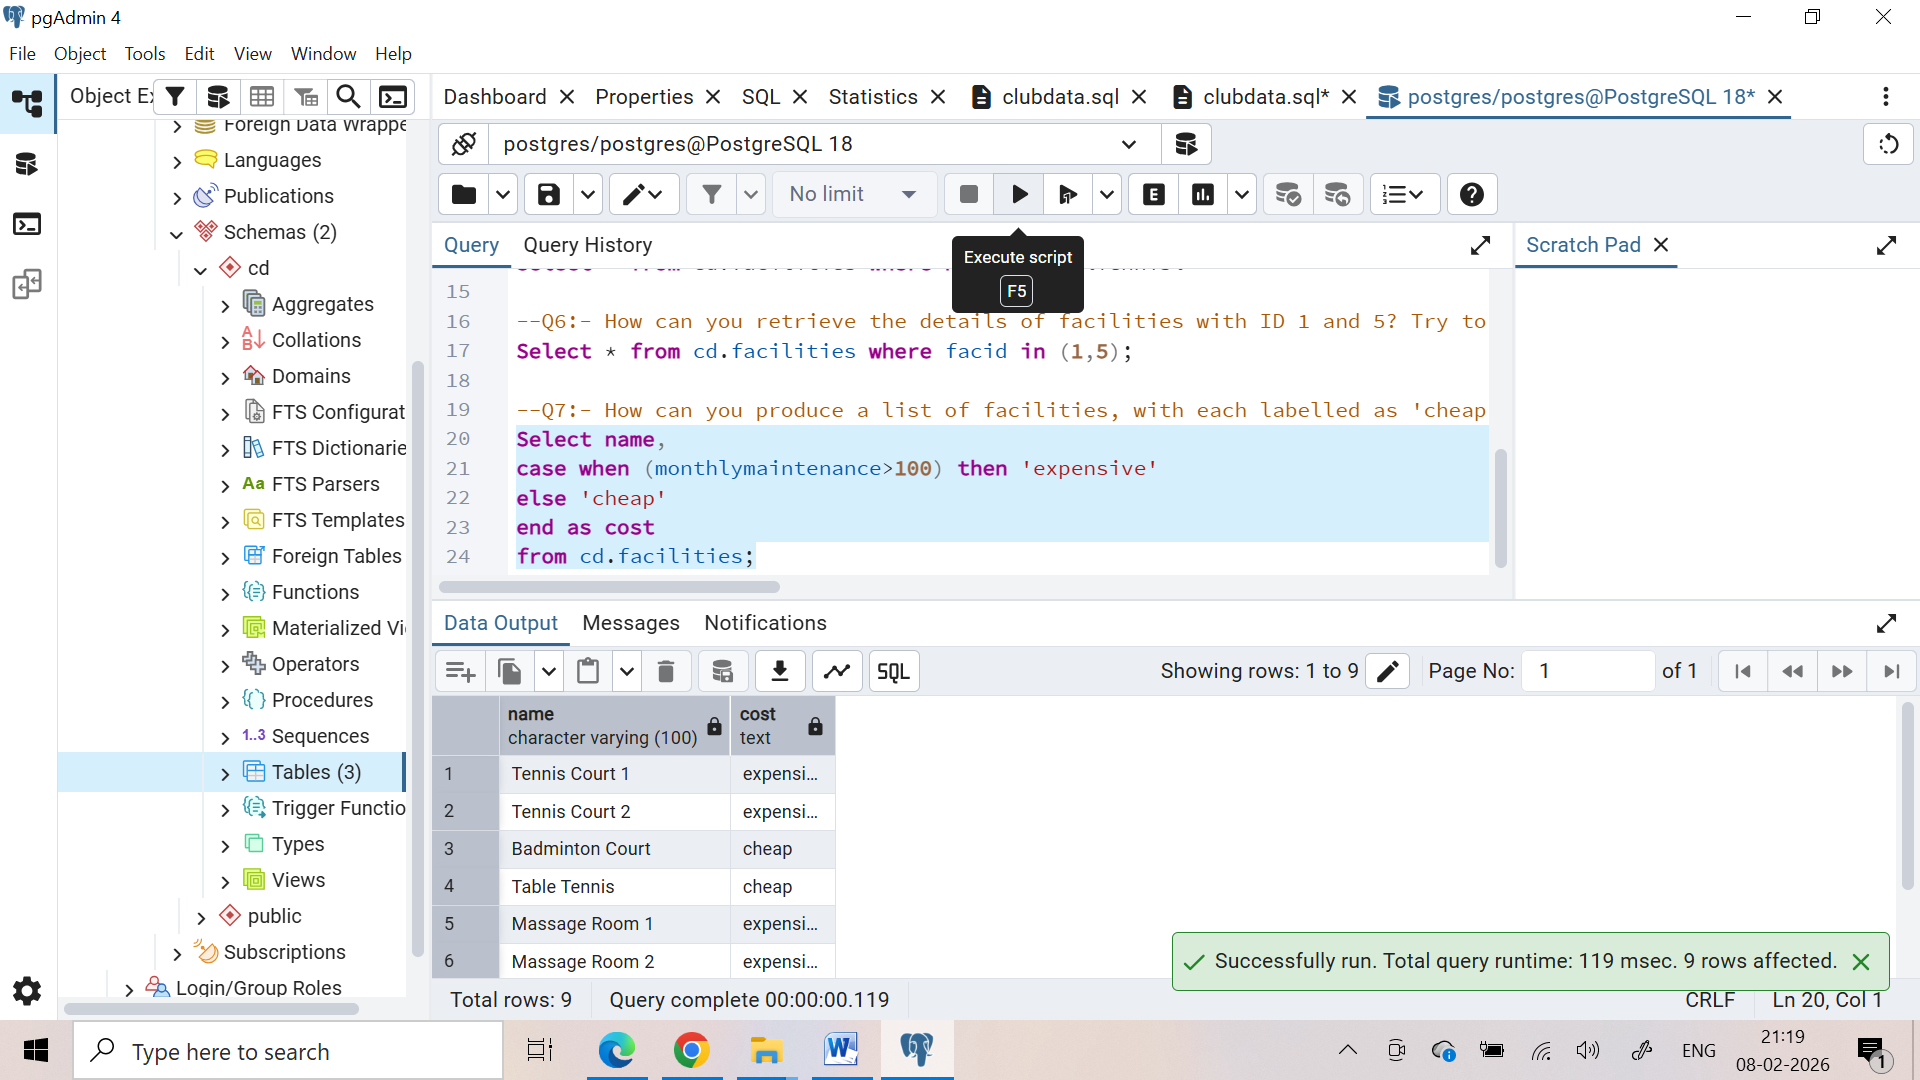 pgAdmin 4
File Object Tools Edit View Window Help
Object Ex
Dashboard
Properties
SQL
Statistics
clubdata.sql
clubdata.sql*
postgres/postgres@PostgreSQL 18*
postgres/postgres@PostgreSQL 18
No limit
Foreign Data Wrappe
Languages
Publications
Schemas (2)
cd
Aggregates
Collations
Domains
FTS Configurat
FTS Dictionarie
FTS Parsers
FTS Templates
Foreign Tables
Functions
Materialized Vi
Operators
Procedures
Sequences
Tables (3)
Trigger Functio
Types
Views
public
Subscriptions
Login/Group Roles
Query
Query History
Execute script
F5
Scratch Pad
15
16 --Q6:- How can you retrieve the details of facilities with ID 1 and 5? Try to
17 Select * from cd.facilities where facid in (1,5);
18
19 --Q7:- How can you produce a list of facilities, with each labelled as 'cheap
20 Select name,
21 case when (monthlymaintenance>100) then 'expensive'
22 else 'cheap'
23 end as cost
24 from cd.facilities;
Data Output
Messages
Notifications
SQL
Showing rows: 1 to 9
Page No: 1 of 1
name
character varying (100)
cost
text
1 Tennis Court 1 expensi...
2 Tennis Court 2 expensi...
3 Badminton Court cheap
4 Table Tennis cheap
5 Massage Room 1 expensi...
6 Massage Room 2 expensi...
Successfully run. Total query runtime: 119 msec. 9 rows affected.
Total rows: 9
Query complete 00:00:00.119
CRLF
Ln 20, Col 1
Type here to search
ENG
21:19
08-02-2026
1